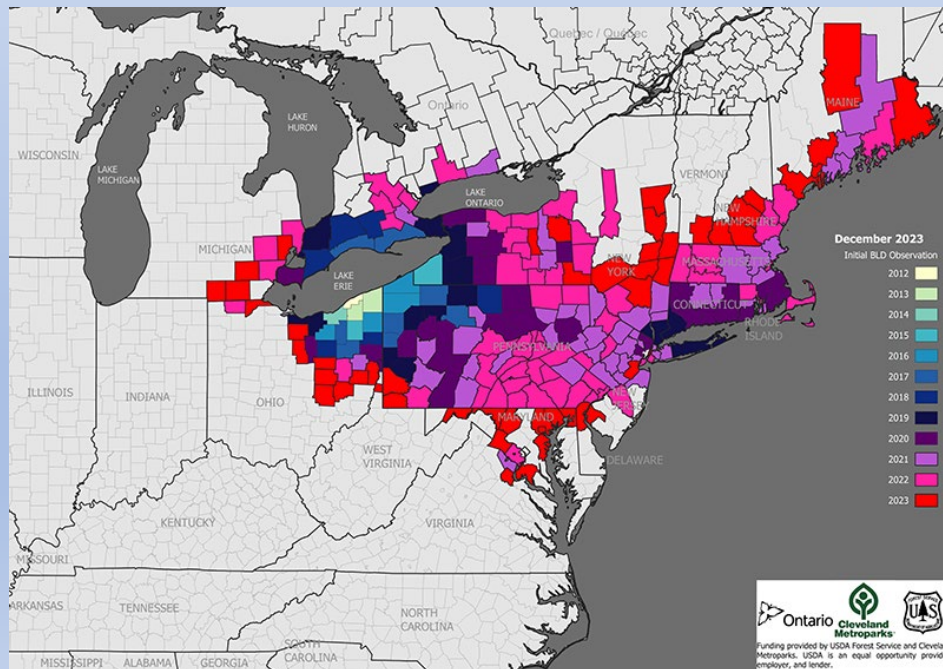 Quebec / Québec
Ontario
MAINE
WISCONSIN
LAKE
HURON
LAKE
MICHIGAN
VERMONT
LAKE
ONTARIO
NEW
HAMPSHIRE
MICHIGAN
NEW
YORK
MASSACHUSETTS
LAKE
ERIE
CONNECTICUT
RHODE
ISLAND
PENNSYLVANIA
ILLINOIS
INDIANA
OHIO
NEW
JERSEY
MARYLAND
WEST
VIRGINIA
DELAWARE
KENTUCKY
VIRGINIA
MISSOURI
ARKANSAS
TENNESSEE
NORTH
CAROLINA
SOUTH
CAROLINA
MISSISSIPPI
ALABAMA
GEORGIA
December 2023
Initial BLD Observation
2012
2013
2014
2015
2016
2017
2018
2019
2020
2021
2022
2023
Ontario
Cleveland
Metroparks
FOREST SERVICE
U S
Funding provided by USDA Forest Service and Clevel
Metroparks. USDA is an equal opportunity provid
employer, and lender.